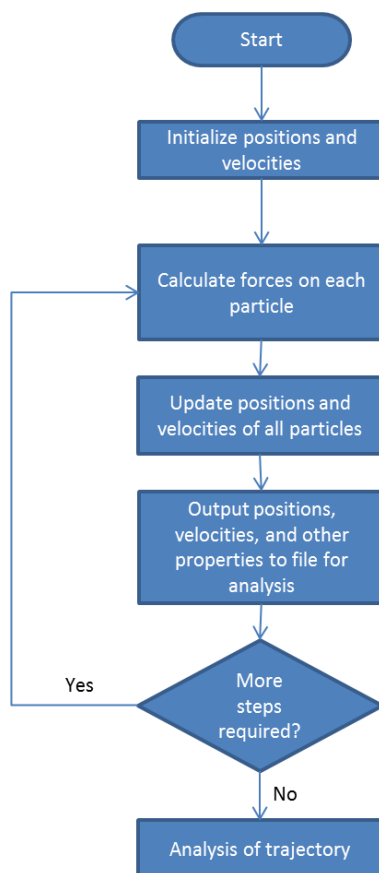 Start
Initialize positions and
velocities
Calculate forces on each
particle
Update positions and
velocities of all particles
Output positions,
velocities, and other
properties to file for
analysis
Yes
More
steps
required?
No
Analysis of trajectory